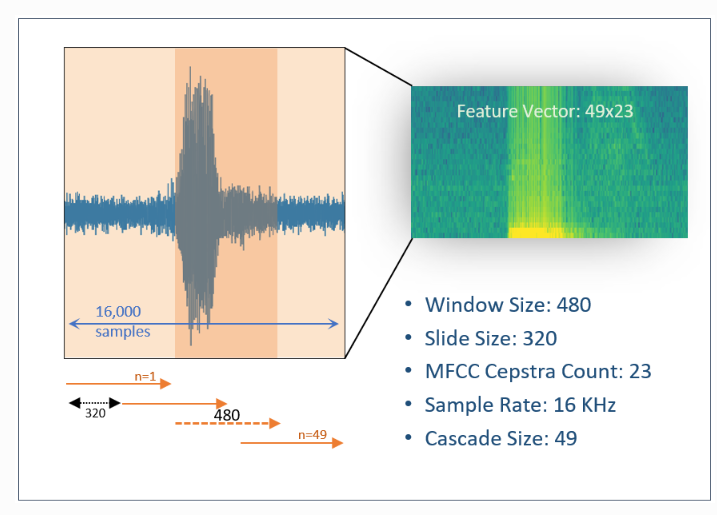 Feature Vector: 49x23
16,000
samples
n=1
320
480
n=49
• Window Size: 480
• Slide Size: 320
• MFCC Cepstra Count: 23
• Sample Rate: 16 KHz
• Cascade Size: 49